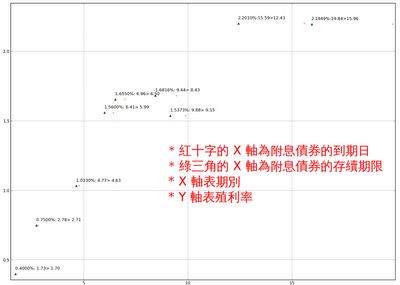 2.2010%: 15.59> 12.43
2.1949%: 19.84> 15.96
2.0
1.6816%: 9.44> 8.43
1.6550%: 6.96> 6.50
1.5600%: 6.41> 5.99
1.5373%: 9.88> 9.15
1.5
* 紅十字的 X 軸為附息債券的到期日
* 綠三角的 X 軸為附息債券的存續期限
* X 軸表期別
* Y 軸表殖利率
1.0330%: 4.77> 4.63
1.0
0.7500%: 2.78> 2.71
0.5
0.4000%: 1.73> 1.70
5
10
15